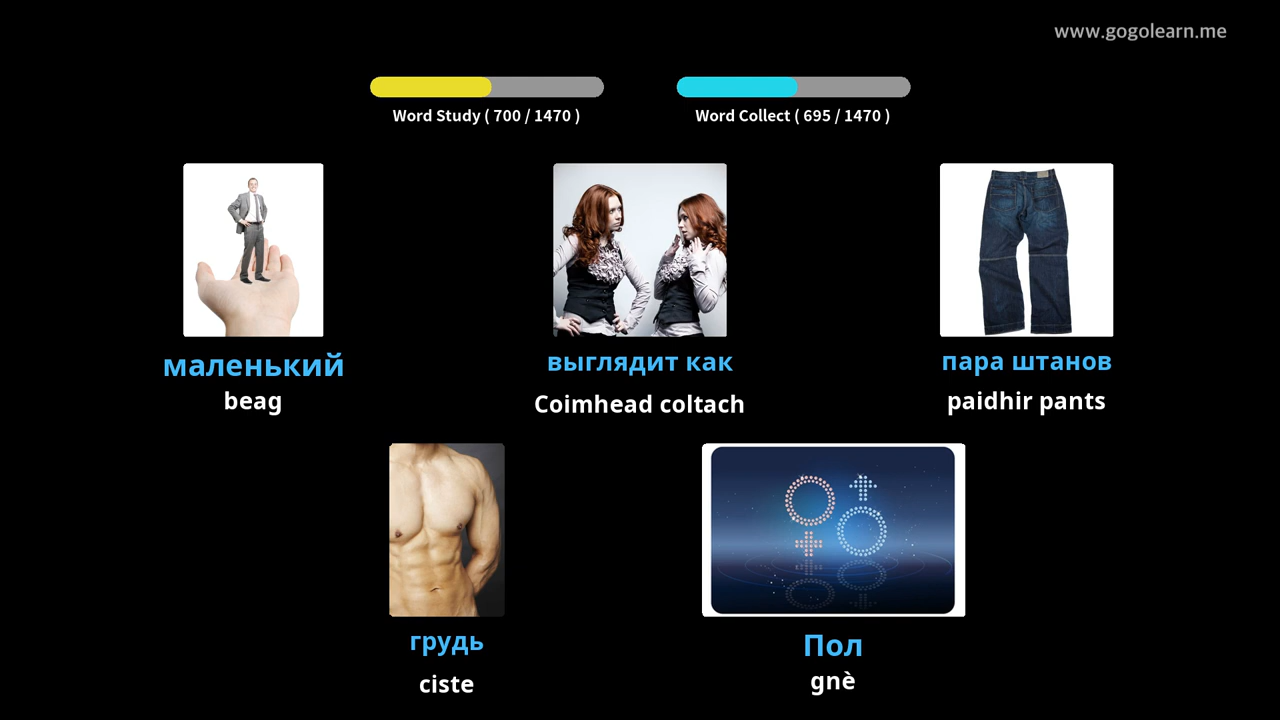 www.gogolearn.me
Word Study ( 700 / 1470 )
Word Collect ( 695 / 1470 )
маленький
beag
выглядит как
Coimhead coltach
пара штанов
paidhir pants
грудь
ciste
Пол
gnè